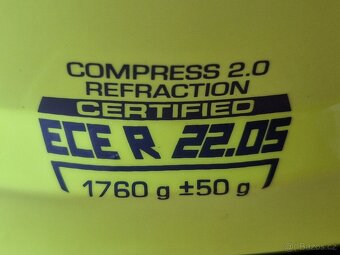 COMPRESS 2.0
REFRACTION
CERTIFIED
ECE R 22.05
1760 g ±50 g